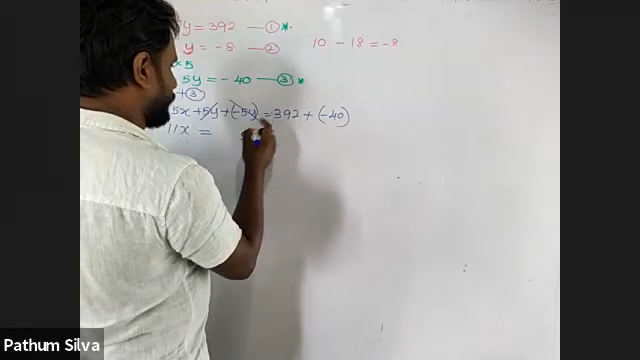 y = 392 — ① *
y = -8 — ②
10 - 18 = -8
× 5
5y = -40 — ③ *
+ ③
5x + 5y + (-5y) = 392 + (-40)
11x =
Pathum Silva